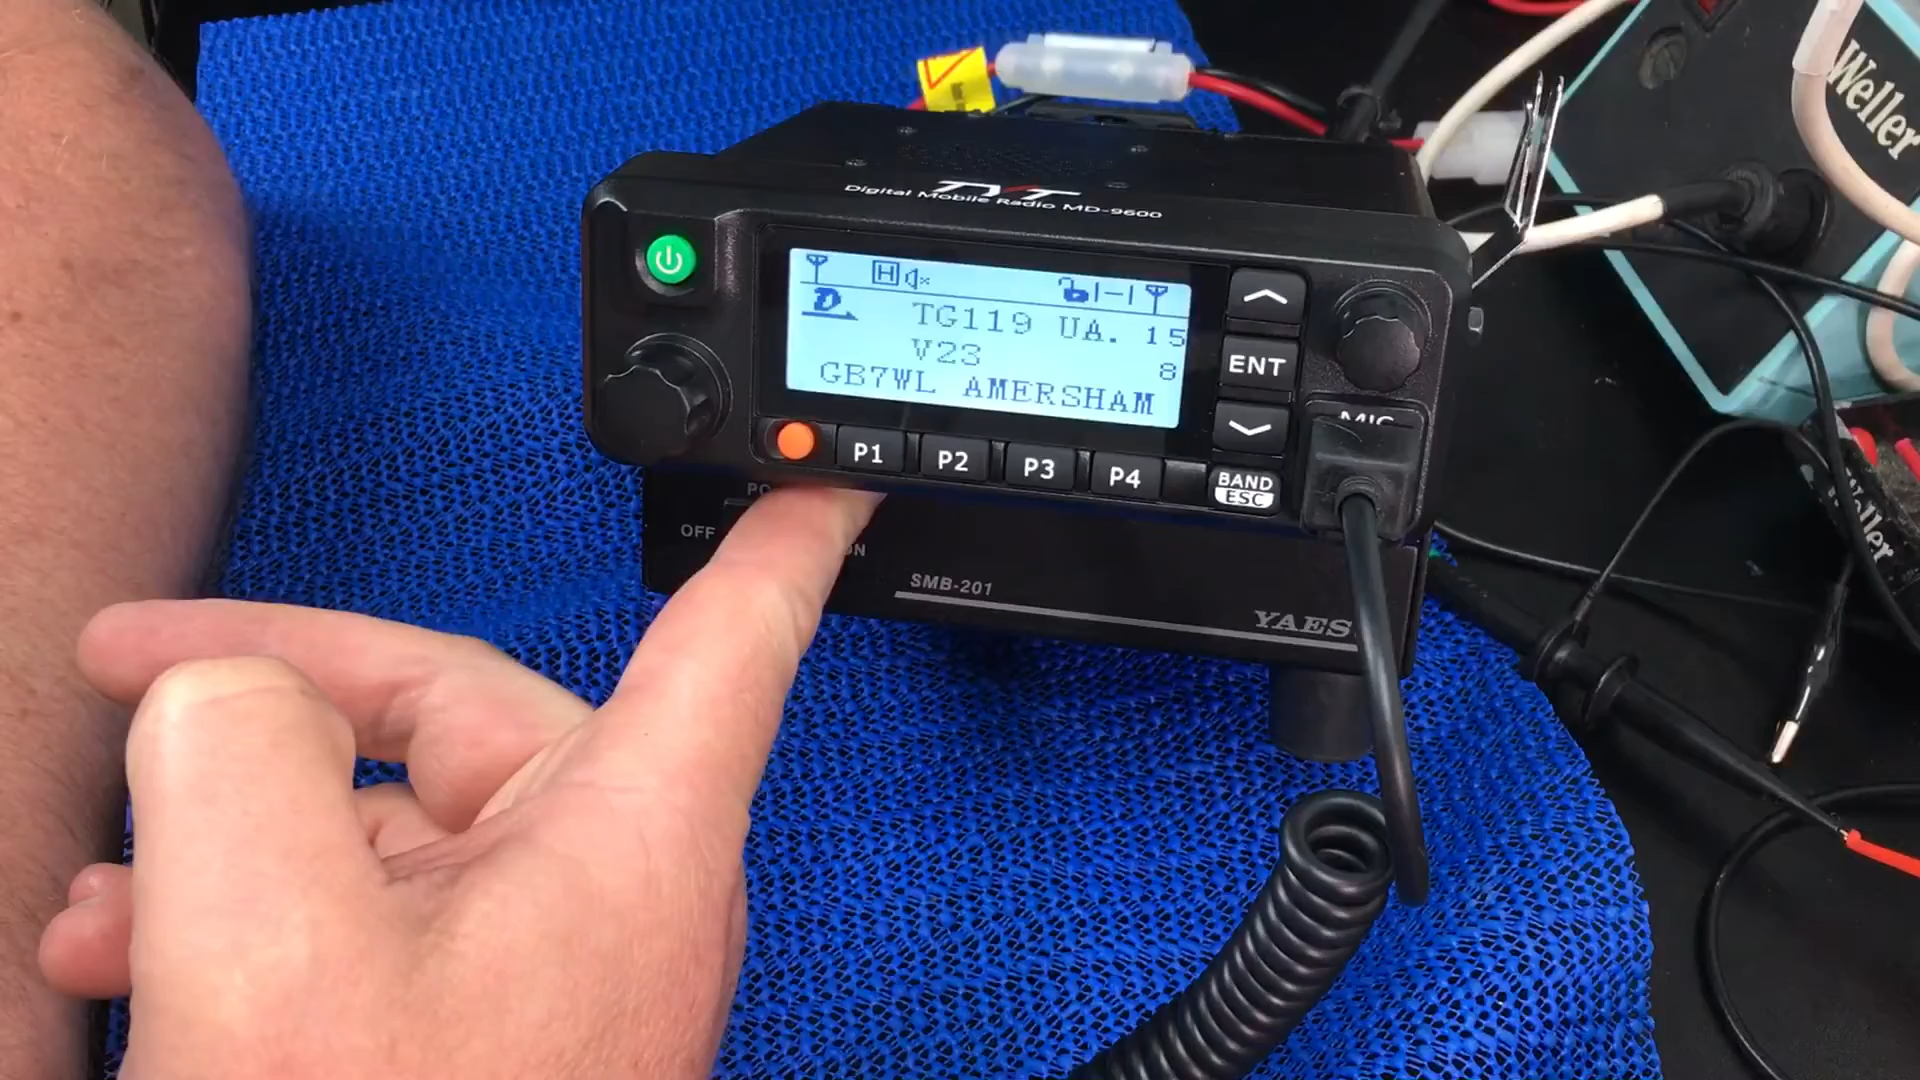 TYT
Digital Mobile Radio MD-9600
H
D
TG119 UA. 15
V23 8
GB7WL AMERSHAM
ENT
MIC
P1 P2 P3 P4
BAND
ESC
OFF
SMB-201
Weller